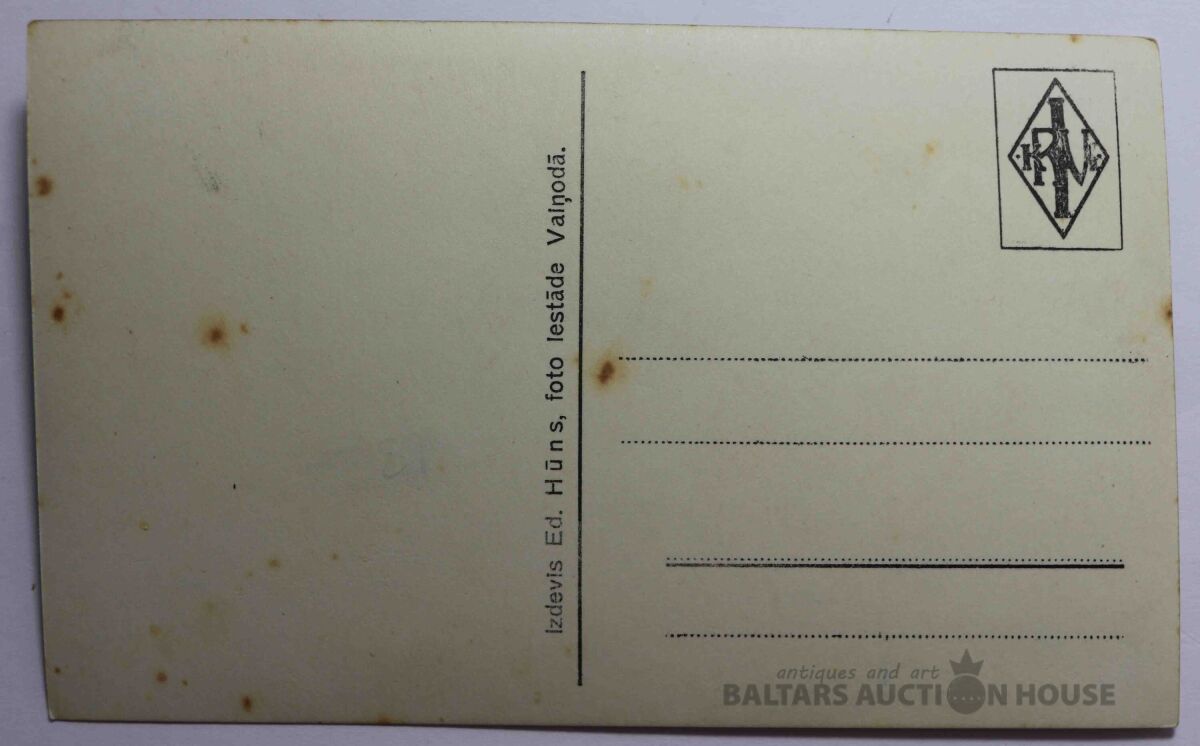 Izdevis Ed. Hūns, foto Iestāde Vaiņodā.
antiques and art
BALTARS AUCTION HOUSE